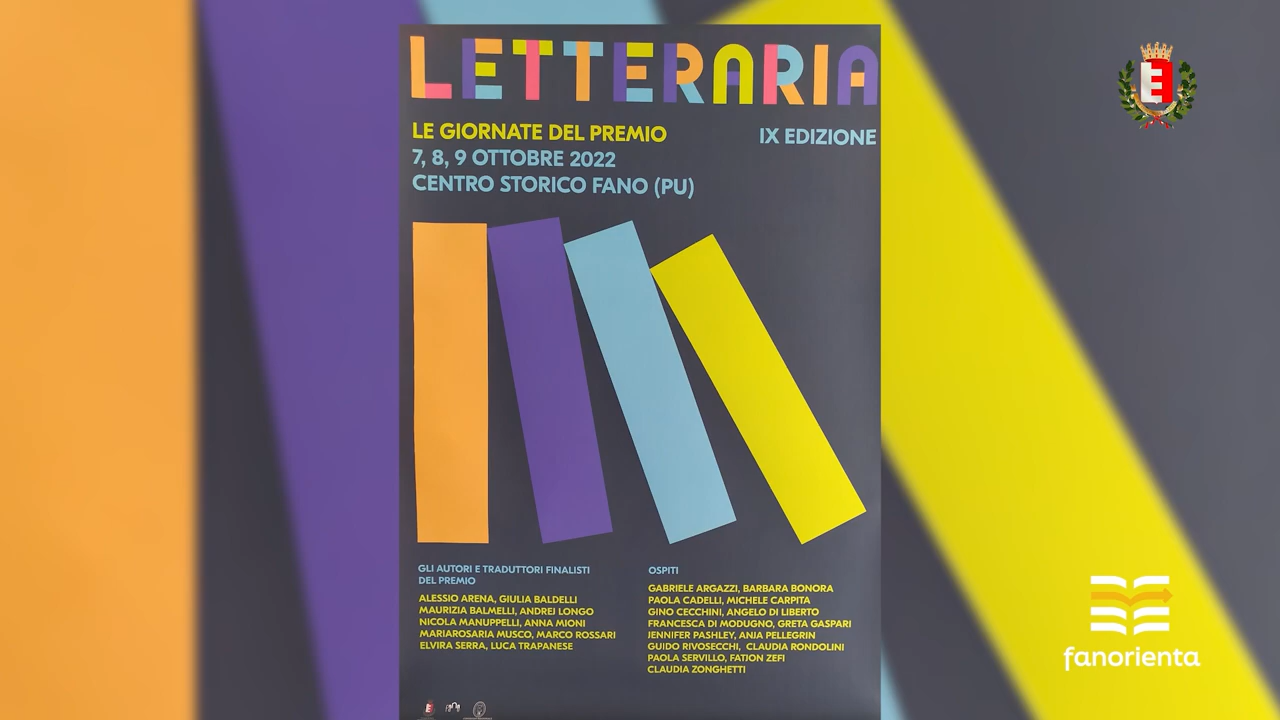 LETTERARIA
LE GIORNATE DEL PREMIO
IX EDIZIONE
7, 8, 9 OTTOBRE 2022
CENTRO STORICO FANO (PU)
GLI AUTORI E TRADUTTORI FINALISTI
DEL PREMIO
ALESSIO ARENA, GIULIA BALDELLI
MAURIZIA BALMELLI, ANDREI LONGO
NICOLA MANUPPELLI, ANNA MIONI
MARIAROSARIA MUSCO, MARCO ROSSARI
ELVIRA SERRA, LUCA TRAPANESE
OSPITI
GABRIELE ARGAZZI, BARBARA BONORA
PAOLA CADELLI, MICHELE CARPITA
GINO CECCHINI, ANGELO DI LIBERTO
FRANCESCA DI MODUGNO, GRETA GASPARI
JENNIFER PASHLEY, ANIA PELLEGRIN
GUIDO RIVOSECCHI, CLAUDIA RONDOLINI
PAOLA SERVILLO, FATION ZEFI
CLAUDIA ZONGHETTI
fanorienta